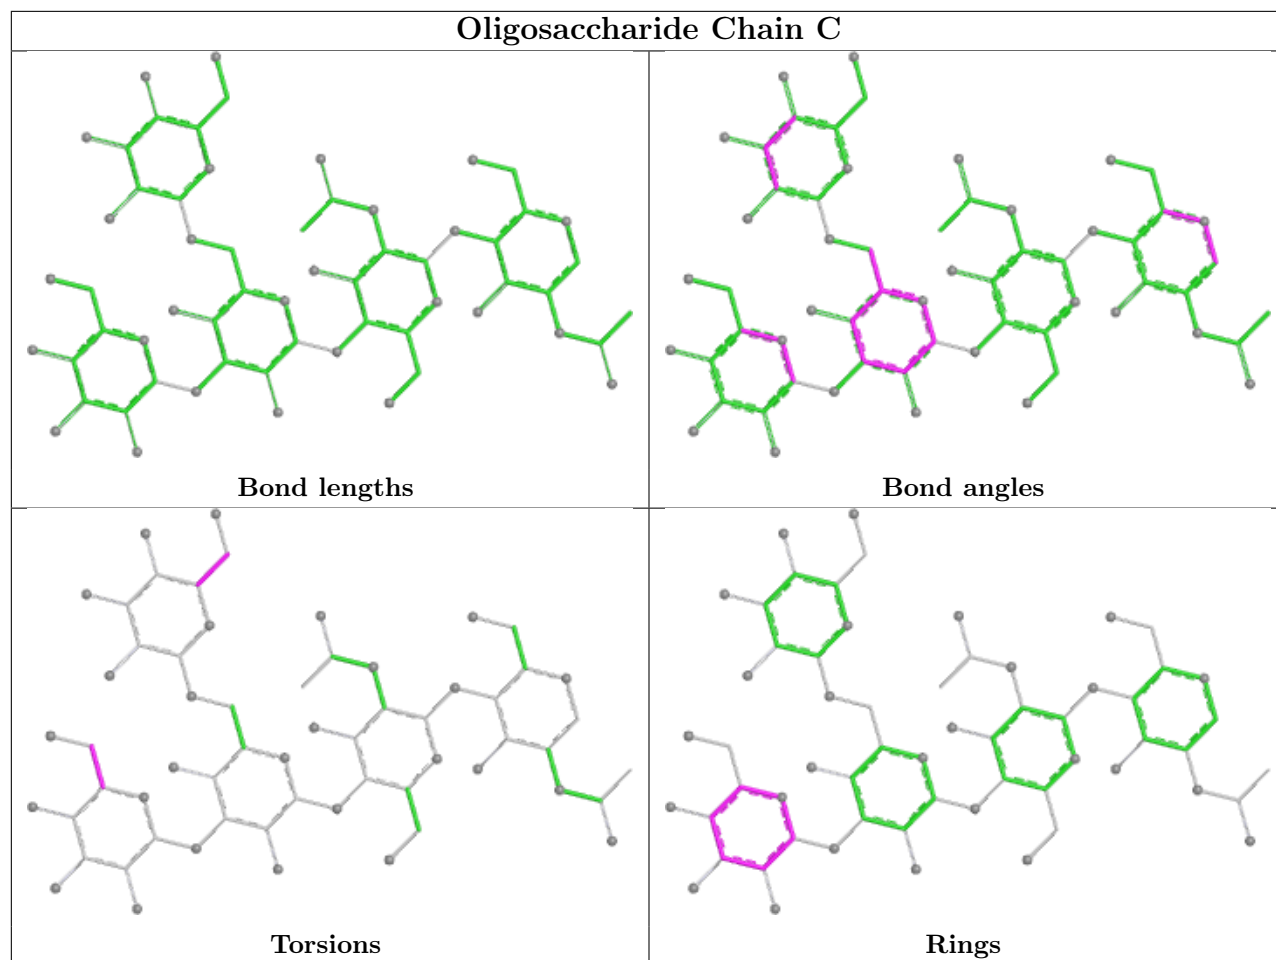 Oligosaccharide Chain C
Bond lengths
Bond angles
Torsions
Rings